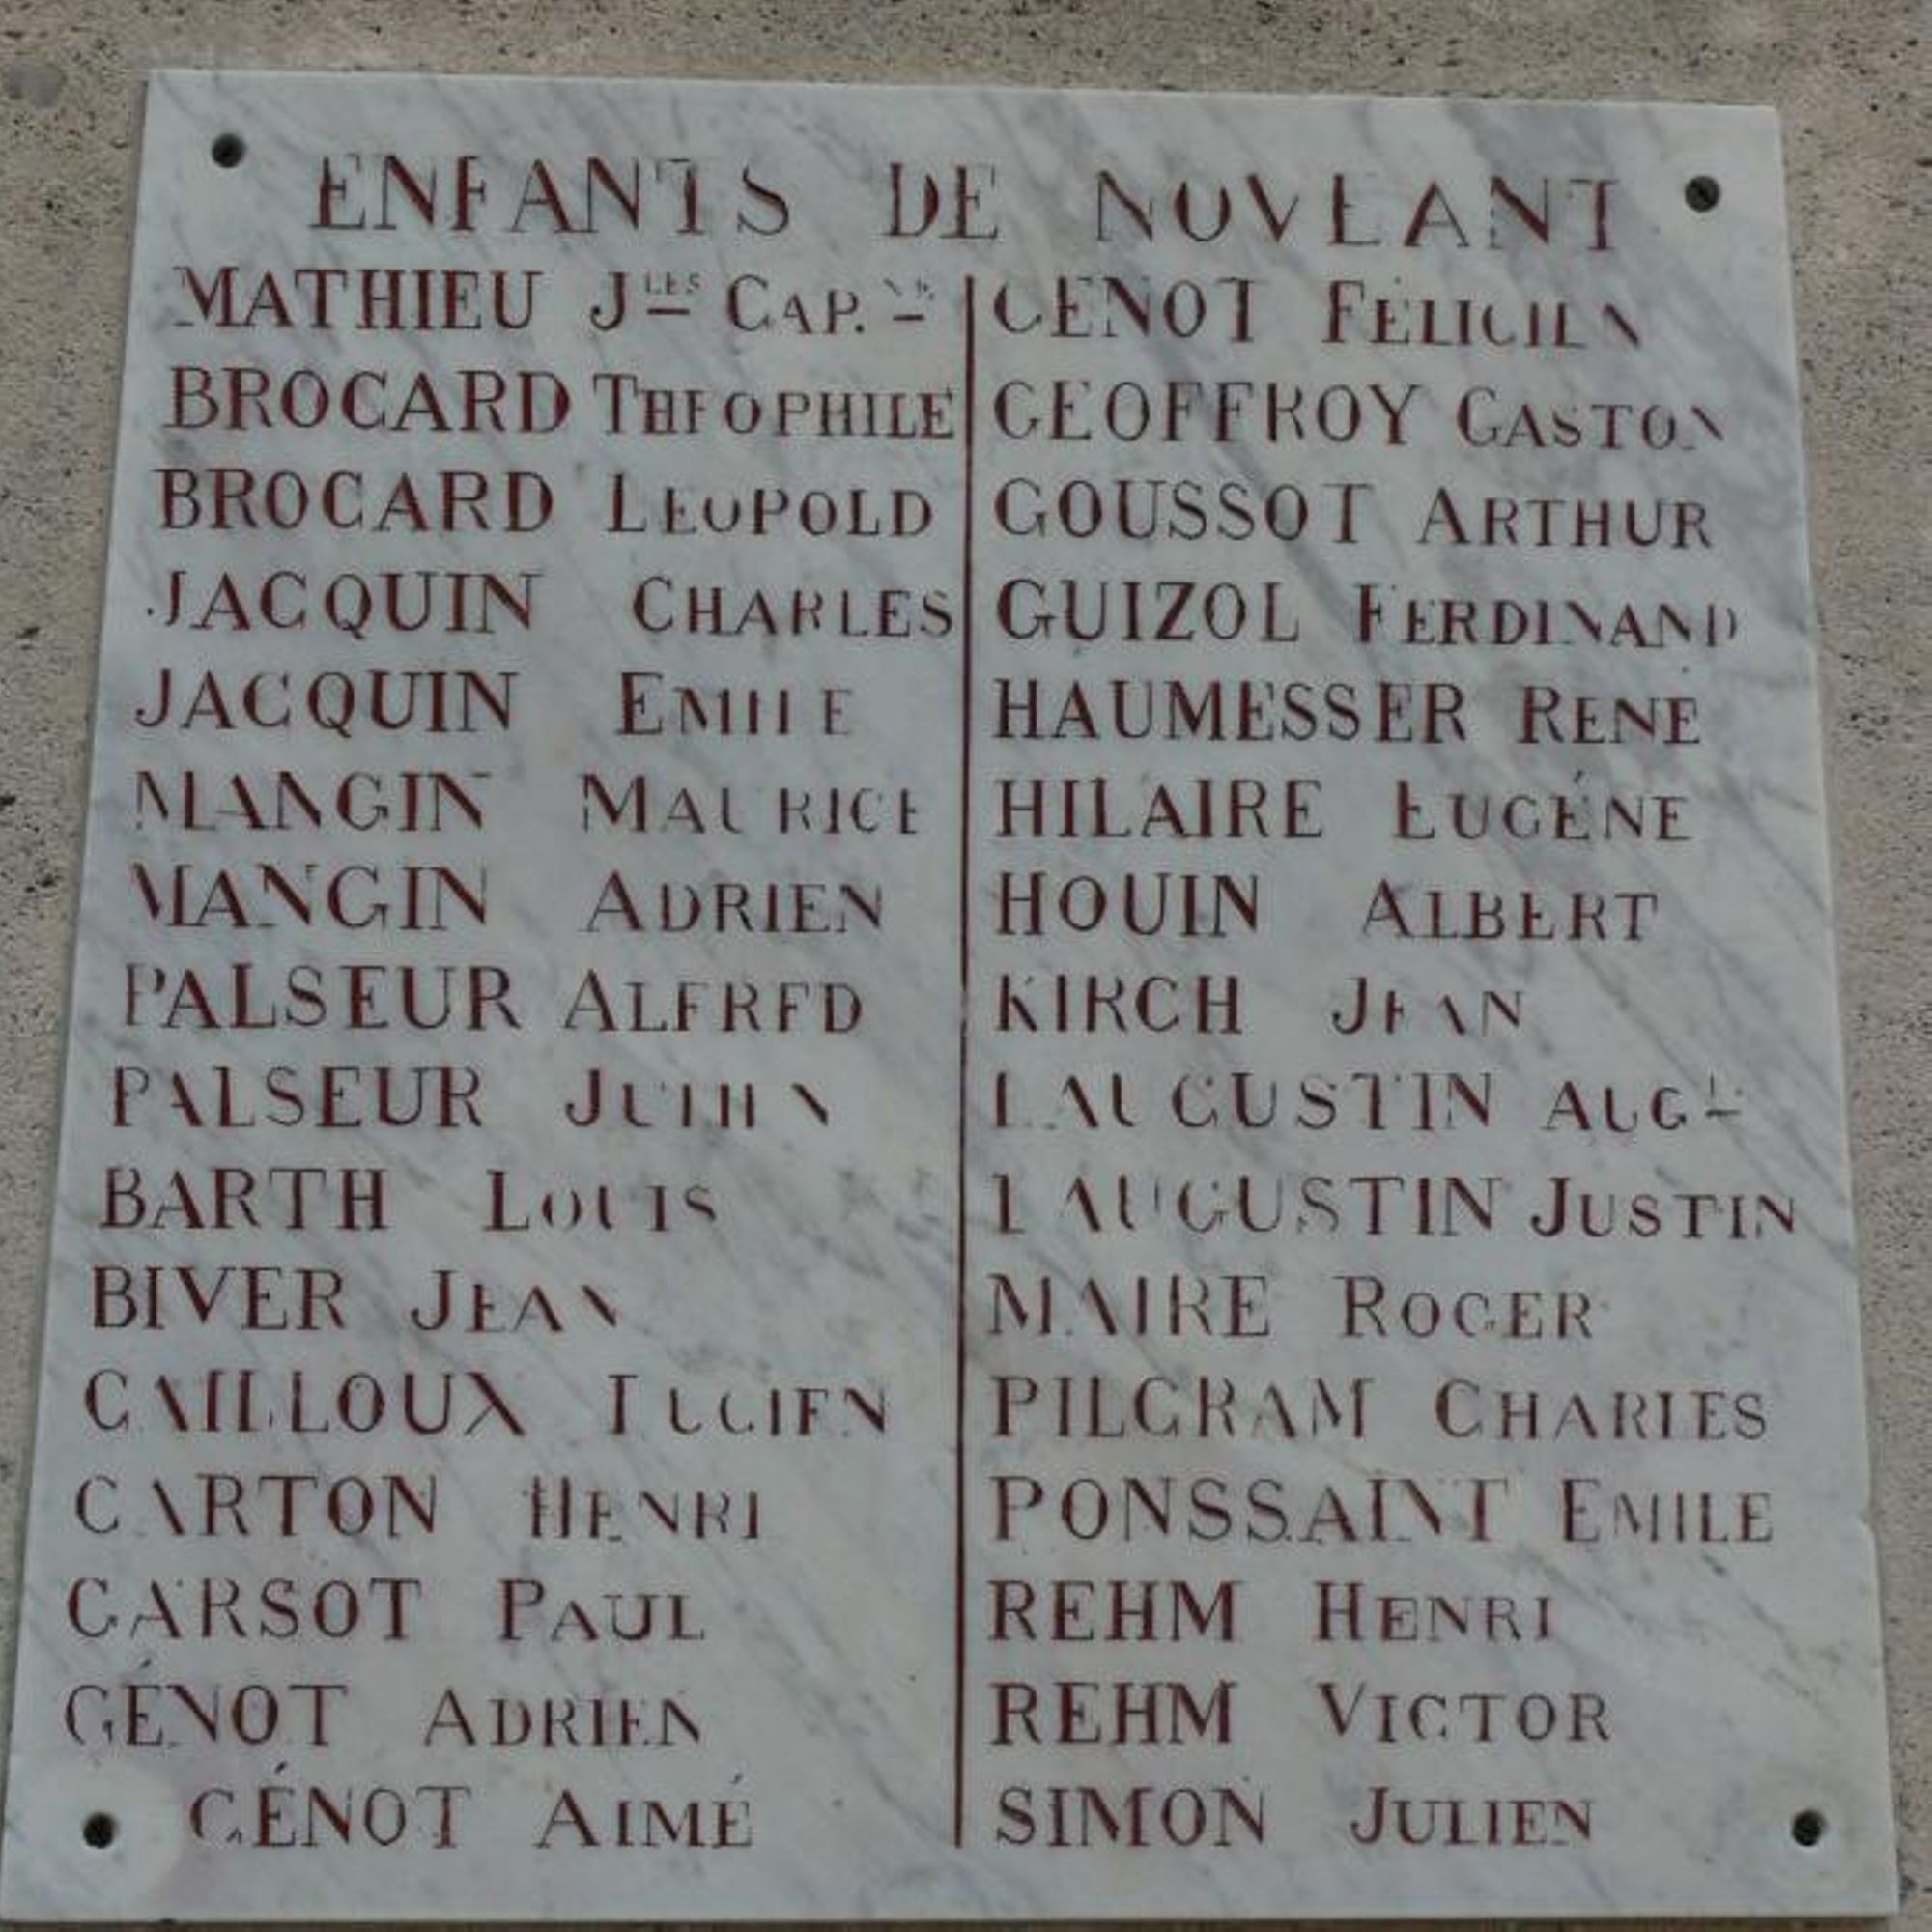 ENFANTS DE NOVEANT
MATHIEU Jles CAP. ne
BROCARD THEOPHILE
BROCARD LEOPOLD
JACQUIN CHARLES
JACQUIN EMILE
MANGIN MAURICE
MANGIN ADRIEN
PALSEUR ALFRED
PALSEUR JULIEN
BARTH LOUIS
BIVER JEAN
CAILLOUX LUCIEN
CARTON HENRI
CARSOT PAUL
GÉNOT ADRIEN
GÉNOT AIMÉ
GENOT FÉLICIEN
GEOFFROY GASTON
GOUSSOT ARTHUR
GUIZOL FERDINAND
HAUMESSER RENÉ
HILAIRE EUGÉNE
HOUIN ALBERT
KIRCH JEAN
LAUGUSTIN AUGte
LAUGUSTIN JUSTIN
MAIRE ROGER
PILGRAM CHARLES
PONSSAINT EMILE
REHM HENRI
REHM VICTOR
SIMON JULIEN